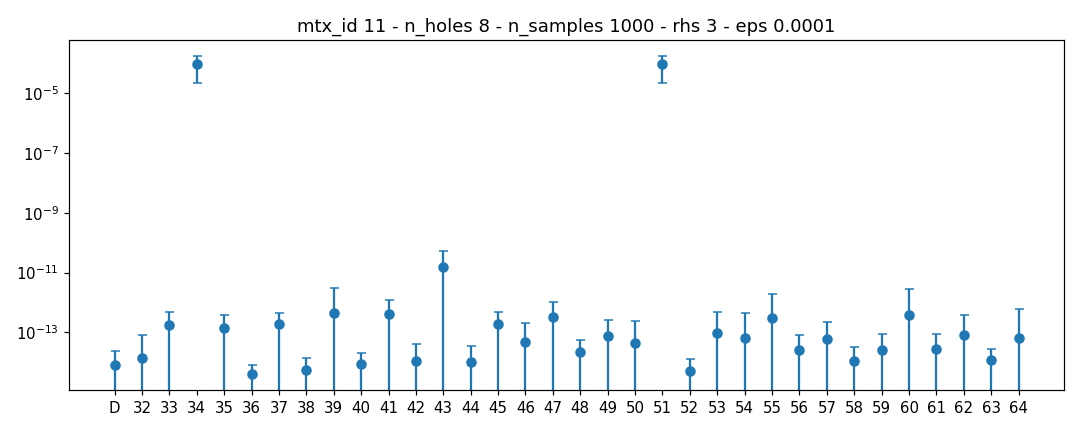 mtx_id 11 - n_holes 8 - n_samples 1000 - rhs 3 - eps 0.0001
10⁻⁵
10⁻⁷
10⁻⁹
10⁻¹¹
10⁻¹³
D 32 33 34 35 36 37 38 39 40 41 42 43 44 45 46 47 48 49 50 51 52 53 54 55 56 57 58 59 60 61 62 63 64